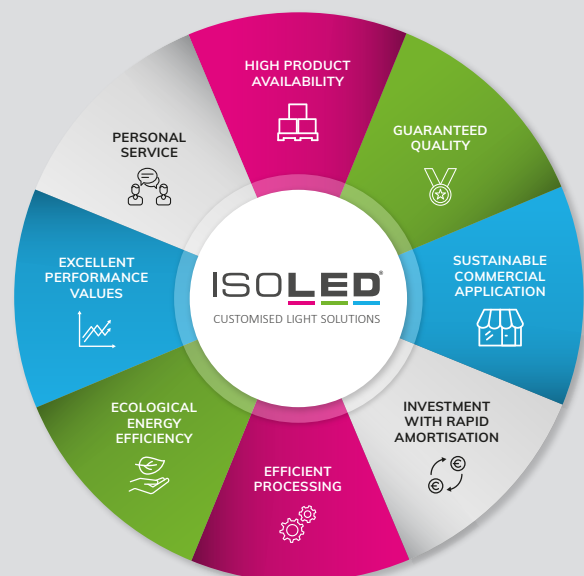 HIGH PRODUCT
AVAILABILITY
GUARANTEED
QUALITY
PERSONAL
SERVICE
EXCELLENT
PERFORMANCE
VALUES
ISOLED®
CUSTOMISED LIGHT SOLUTIONS
SUSTAINABLE
COMMERCIAL
APPLICATION
ECOLOGICAL
ENERGY
EFFICIENCY
INVESTMENT
WITH RAPID
AMORTISATION
€
€
EFFICIENT
PROCESSING